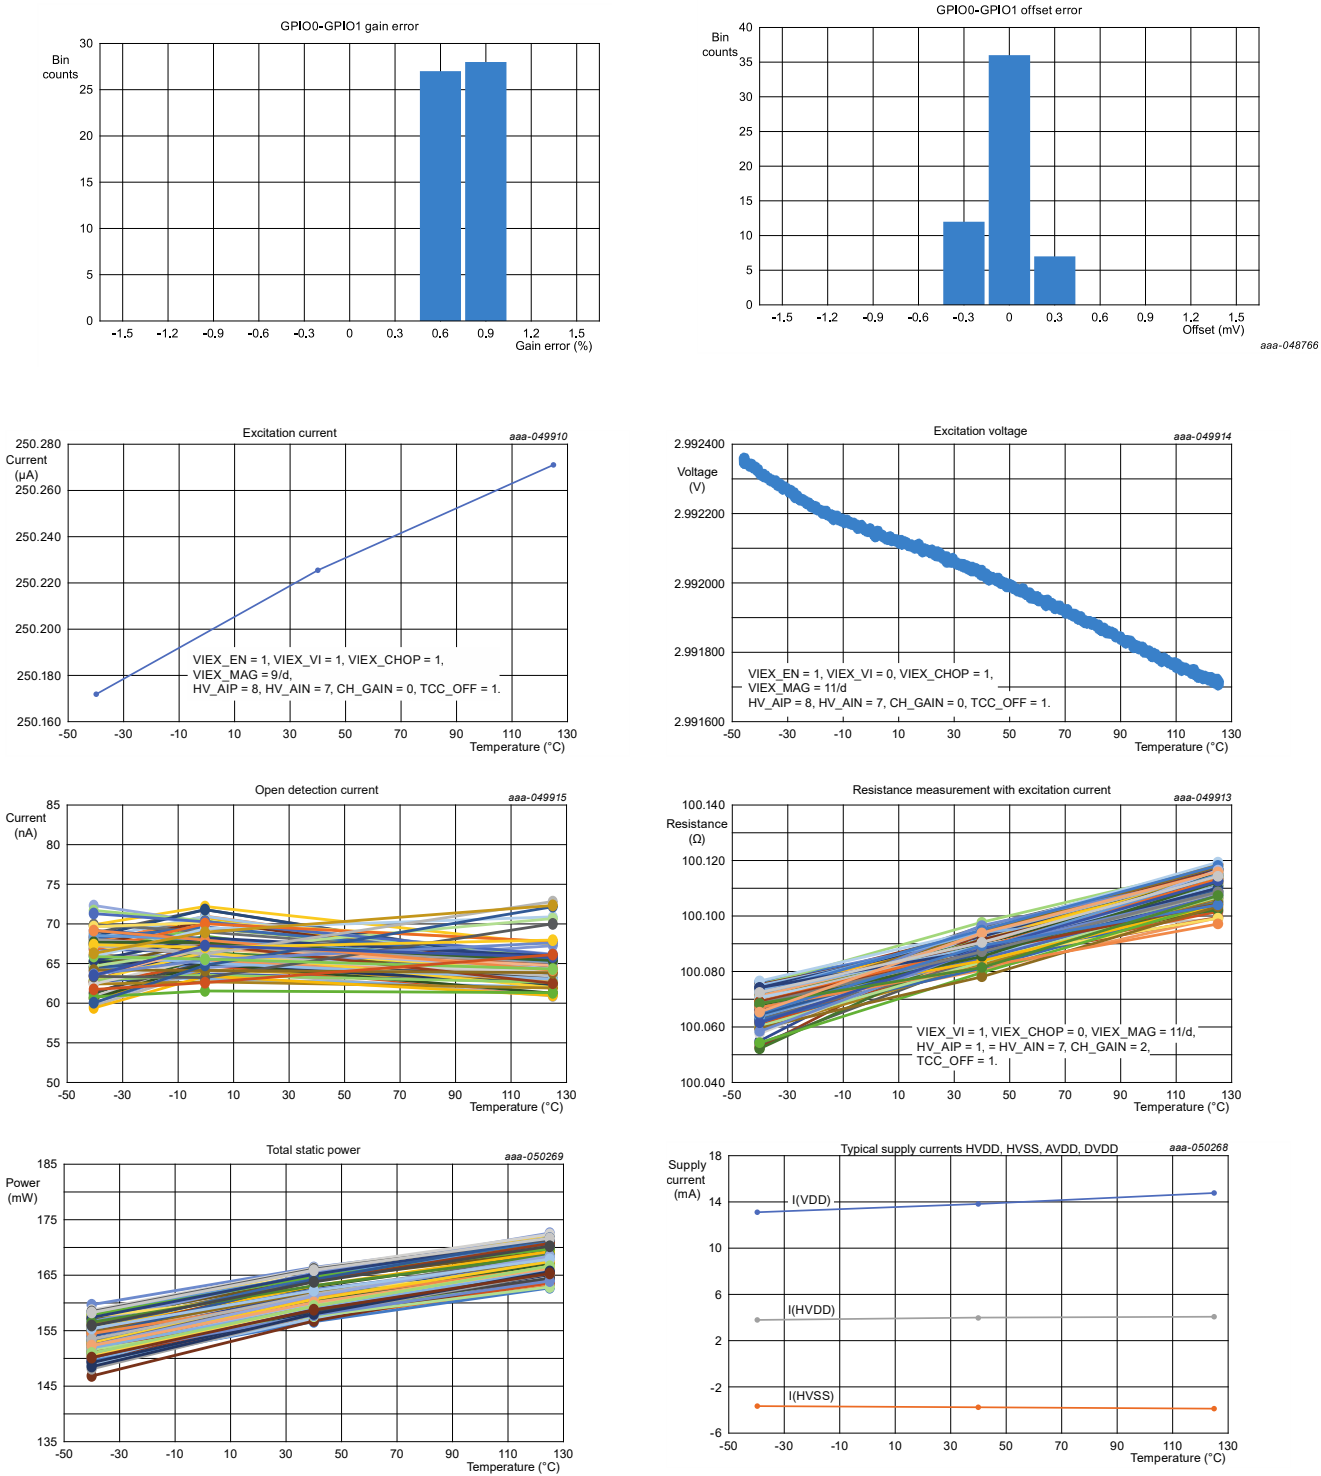 GPIO0-GPIO1 gain error
Bin
counts
30
25
20
15
10
5
0
-1.5 -1.2 -0.9 -0.6 -0.3 0 0.3 0.6 0.9 1.2 1.5
Gain error (%)
GPIO0-GPIO1 offset error
Bin
counts
40
35
30
25
20
15
10
5
0
-1.5 -1.2 -0.9 -0.6 -0.3 0 0.3 0.6 0.9 1.2 1.5
Offset (mV)
aaa-048766
Excitation current
aaa-049910
Current
(µA)
250.280
250.260
250.240
250.220
250.200
250.180
250.160
VIEX_EN = 1, VIEX_VI = 1, VIEX_CHOP = 1,
VIEX_MAG = 9/d,
HV_AIP = 8, HV_AIN = 7, CH_GAIN = 0, TCC_OFF = 1.
-50 -30 -10 10 30 50 70 90 110 130
Temperature (°C)
Excitation voltage
aaa-049914
Voltage
(V)
2.992400
2.992200
2.992000
2.991800
2.991600
VIEX_EN = 1, VIEX_VI = 0, VIEX_CHOP = 1,
VIEX_MAG = 11/d
HV_AIP = 8, HV_AIN = 7, CH_GAIN = 0, TCC_OFF = 1.
-50 -30 -10 10 30 50 70 90 110 130
Temperature (°C)
Open detection current
aaa-049915
Current
(nA)
85
80
75
70
65
60
55
50
-50 -30 -10 10 30 50 70 90 110 130
Temperature (°C)
Resistance measurement with excitation current
aaa-049913
Resistance
(Ω)
100.140
100.120
100.100
100.080
100.060
100.040
VIEX_VI = 1, VIEX_CHOP = 0, VIEX_MAG = 11/d,
HV_AIP = 1, = HV_AIN = 7, CH_GAIN = 2,
TCC_OFF = 1.
-50 -30 -10 10 30 50 70 90 110 130
Temperature (°C)
Total static power
aaa-050269
Power
(mW)
185
175
165
155
145
135
-50 -30 -10 10 30 50 70 90 110 130
Temperature (°C)
Typical supply currents HVDD, HVSS, AVDD, DVDD
aaa-050268
Supply
current
(mA)
18
14
10
6
2
-2
-6
I(VDD)
I(HVDD)
I(HVSS)
-50 -30 -10 10 30 50 70 90 110 130
Temperature (°C)